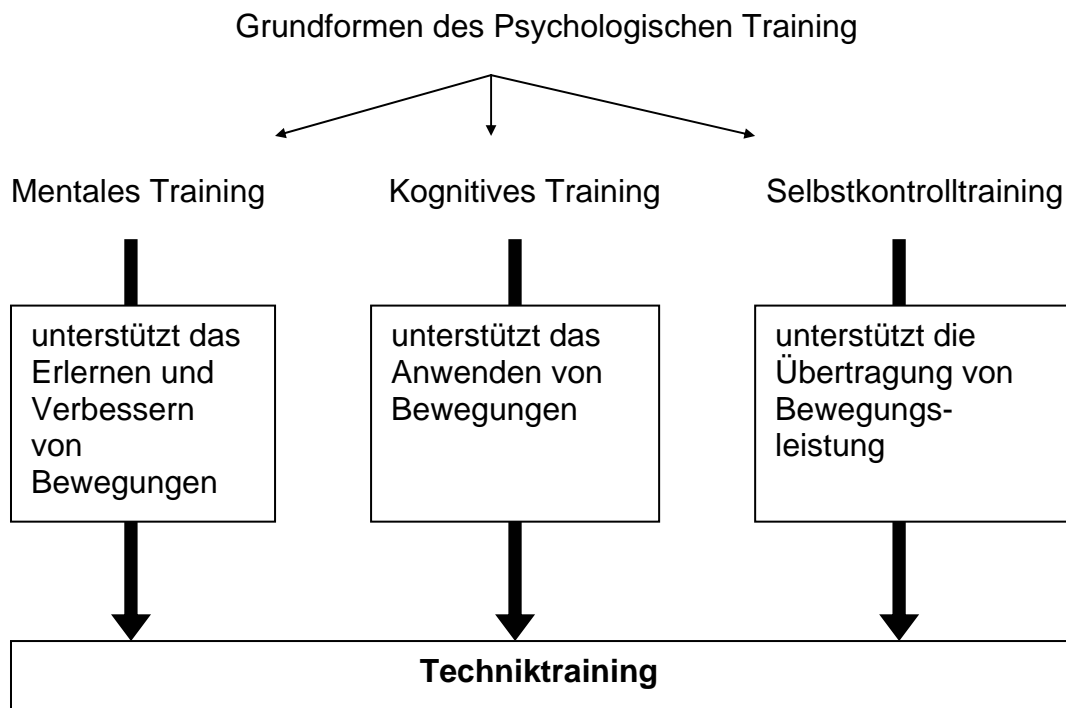 Grundformen des Psychologischen Training
Mentales Training
Kognitives Training
Selbstkontrolltraining
unterstützt das
Erlernen und
Verbessern
von
Bewegungen
unterstützt das
Anwenden von
Bewegungen
unterstützt die
Übertragung von
Bewegungs-
leistung
Techniktraining